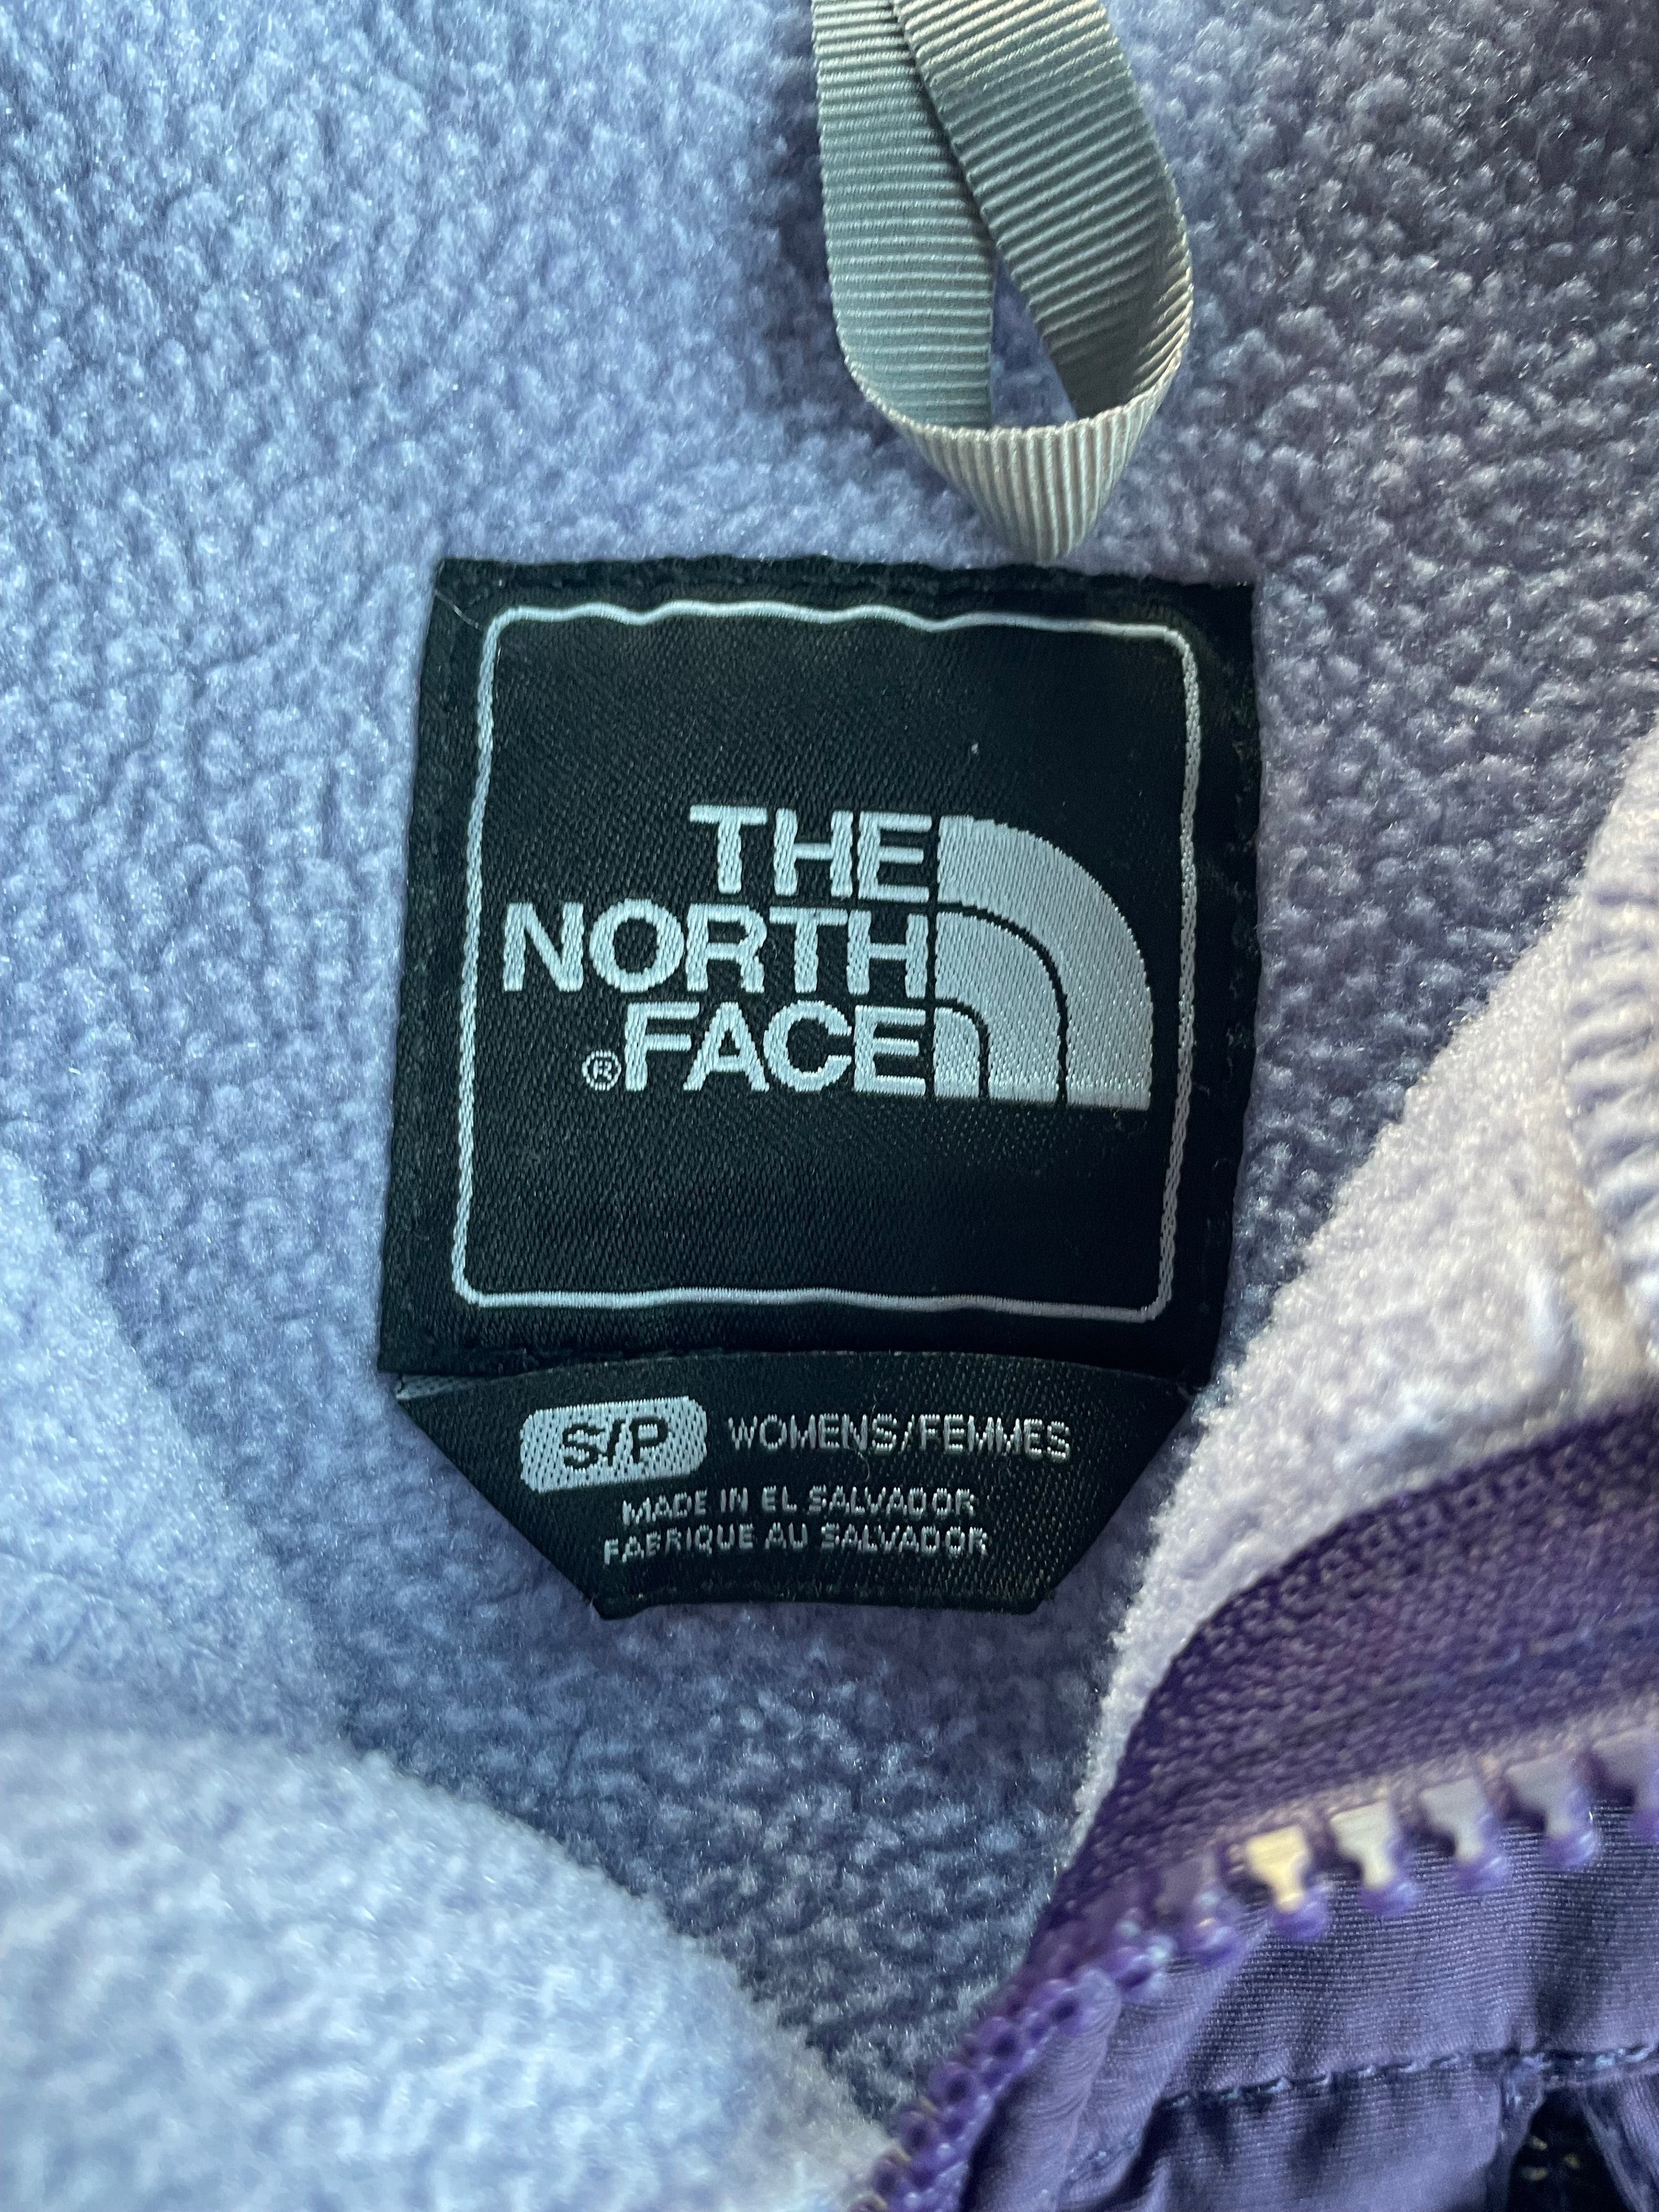 THE
NORTH
®FACE
S/P WOMENS/FEMMES
MADE IN EL SALVADOR
FABRIQUE AU SALVADOR